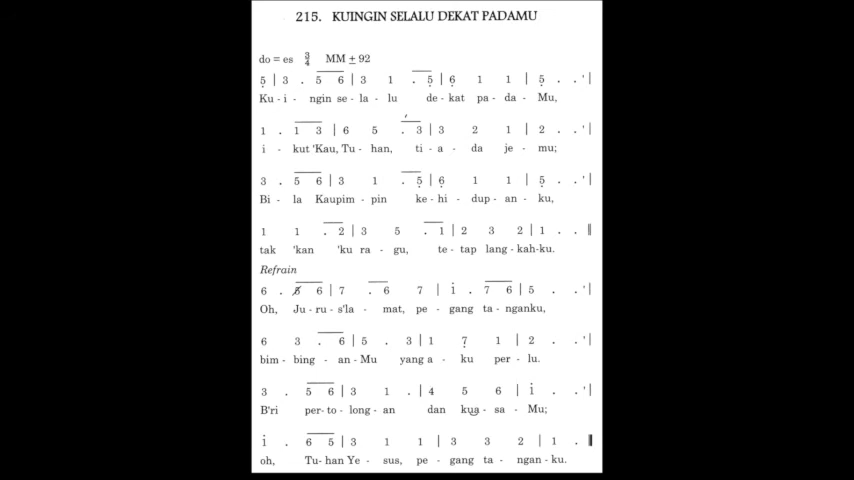 215. KUINGIN SELALU DEKAT PADAMU
do = es 3/4 MM ± 92
5̣ | 3 . 5 6 | 3 1 . 5̣ | 6̣ 1 1 | 5̣ . . ' |
Ku - i - ngin se - la - lu de - kat pa - da - Mu,
1 . 1 3 | 6 5 . 3 | 3 2 1 | 2 . . ' |
i - kut 'Kau, Tu - han, ti - a - da je - mu;
3 . 5 6 | 3 1 . 5̣ | 6̣ 1 1 | 5̣ . . ' |
Bi - la Kaupim - pin ke - hi - dup - an - ku,
1 1 . 2 | 3 5 . 1 | 2 3 2 | 1 . . ||
tak 'kan 'ku ra - gu, te - tap lang - kah-ku.
Refrain
6 . 5̸ 6 | 7 . 6 7 | 1̇ . 7 6 | 5 . . ' |
Oh, Ju - ru - s'la - mat, pe - gang ta - nganku,
6 3 . 6 | 5 . 3 | 1 7̣ 1 | 2 . . ' |
bim - bing - an - Mu yang a - ku per - lu.
3 . 5 6 | 3 1 . | 4 5 6 | 1̇ . . ' |
B'ri per - to - long - an dan kua - sa - Mu;
1̇ . 6 5 | 3 1 1 | 3 3 2 | 1 . ||
oh, Tu - han Ye - sus, pe - gang ta - ngan - ku.